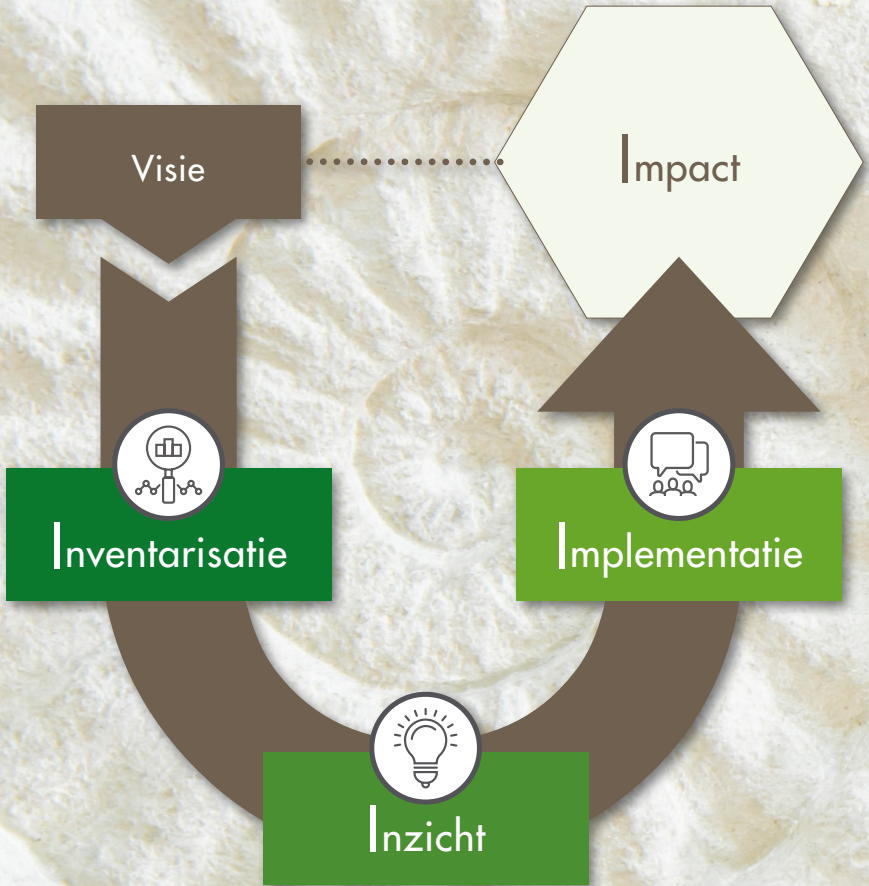 Visie
Impact
Inventarisatie
Implementatie
Inzicht